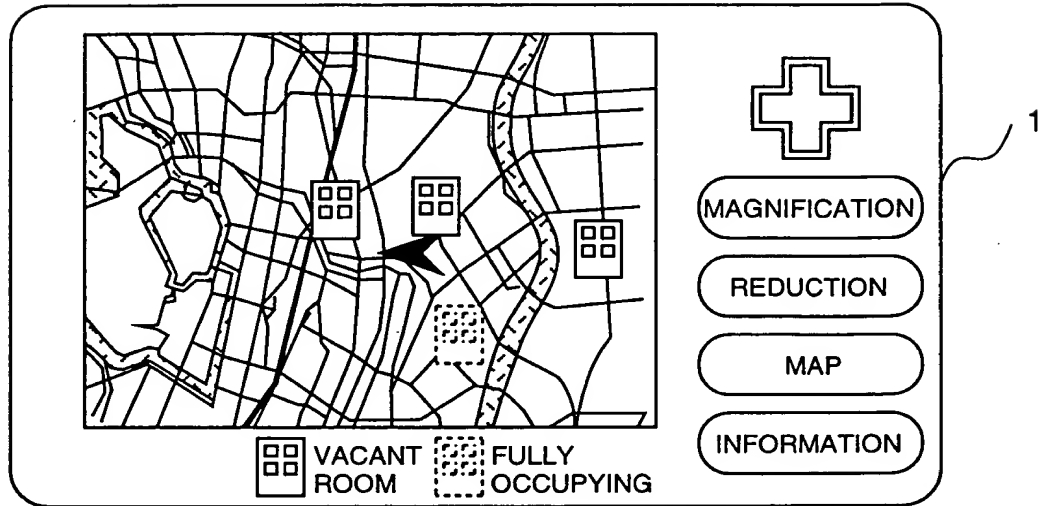 1
MAGNIFICATION
REDUCTION
MAP
INFORMATION
VACANT
ROOM
FULLY
OCCUPYING